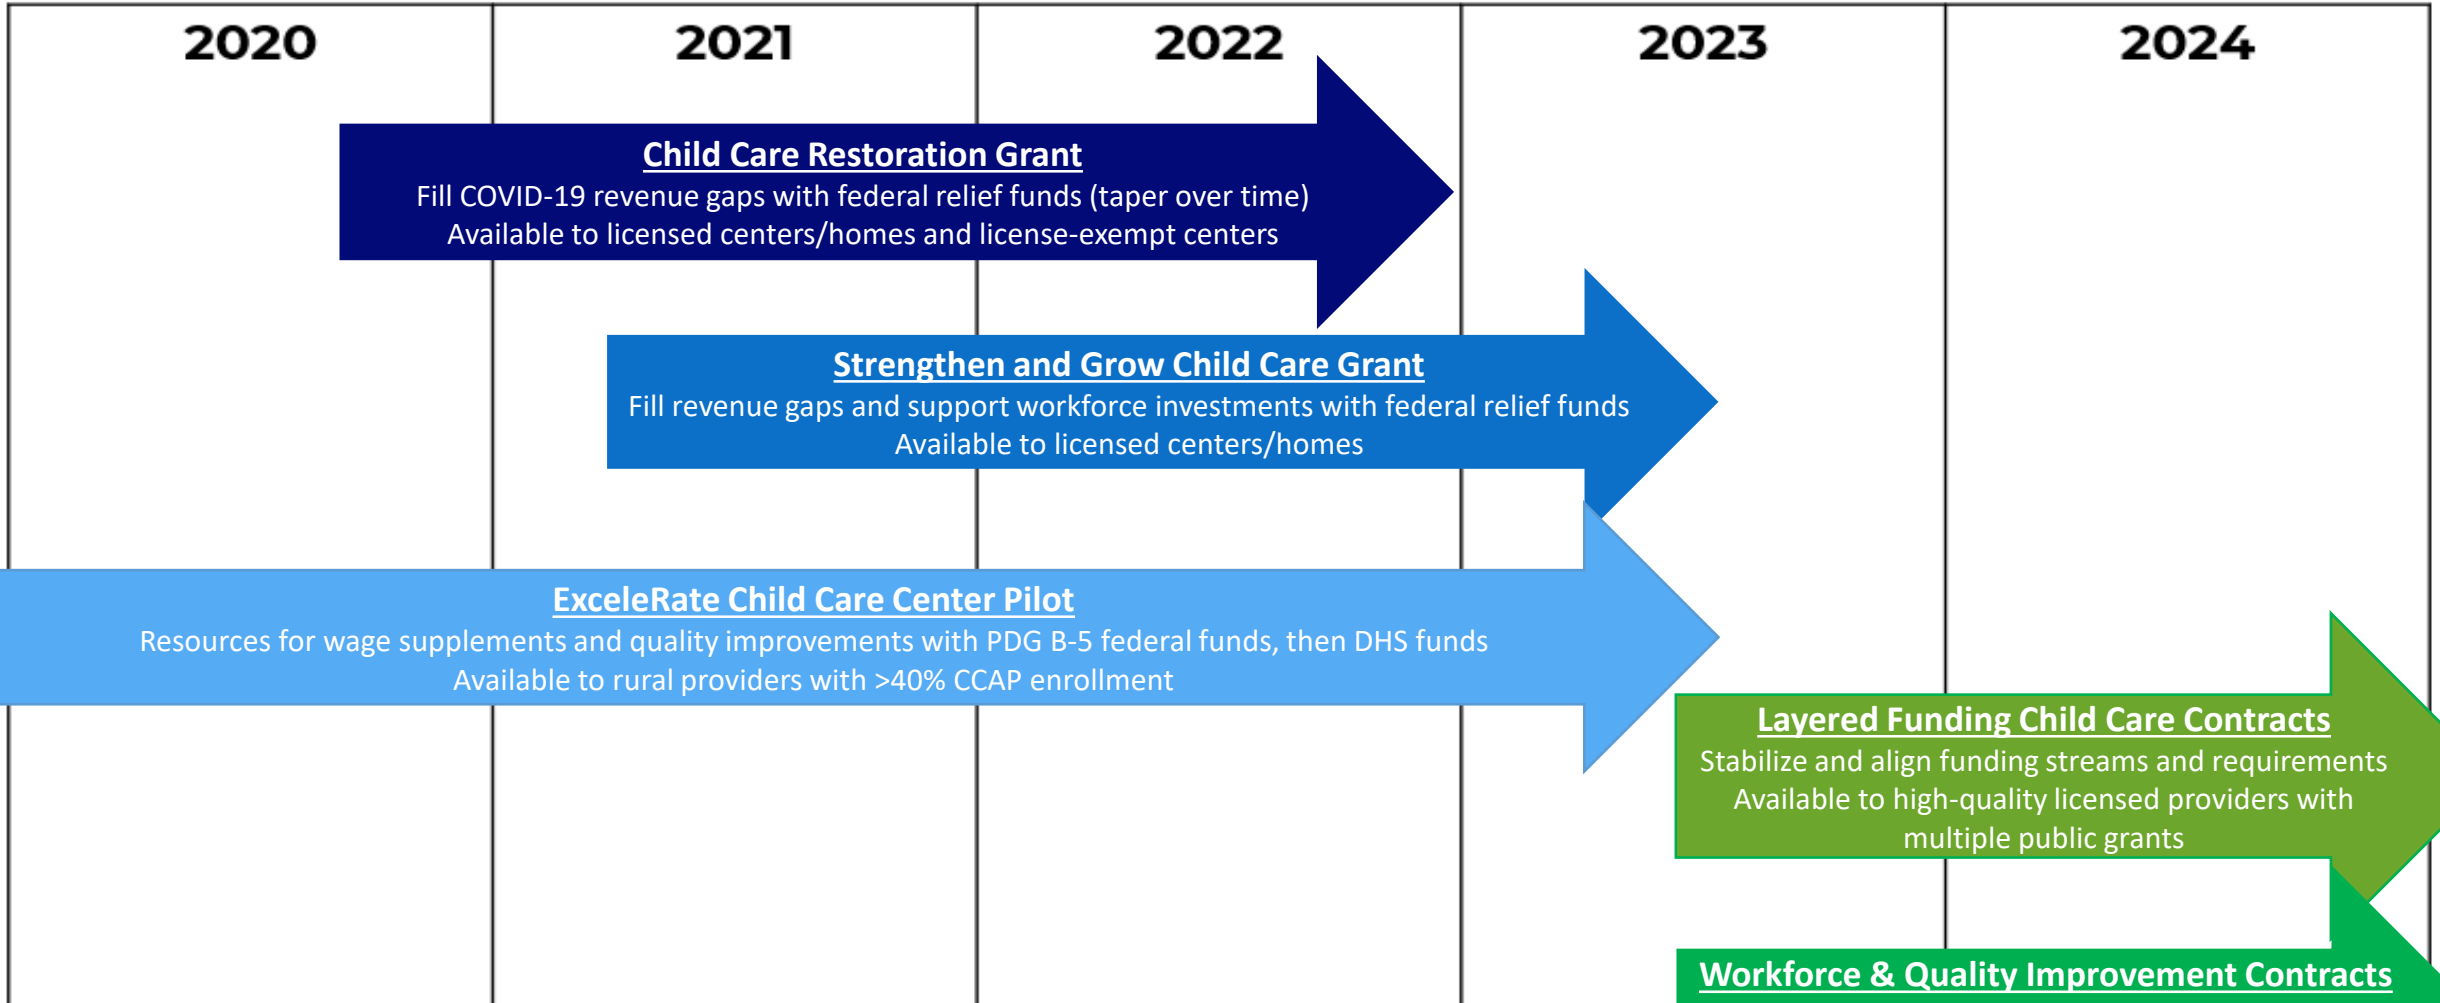 2020
2021
2022
2023
2024
Child Care Restoration Grant
Fill COVID-19 revenue gaps with federal relief funds (taper over time)
Available to licensed centers/homes and license-exempt centers
Strengthen and Grow Child Care Grant
Fill revenue gaps and support workforce investments with federal relief funds
Available to licensed centers/homes
ExceleRate Child Care Center Pilot
Resources for wage supplements and quality improvements with PDG B-5 federal funds, then DHS funds
Available to rural providers with >40% CCAP enrollment
Layered Funding Child Care Contracts
Stabilize and align funding streams and requirements
Available to high-quality licensed providers with
multiple public grants
Workforce & Quality Improvement Contracts